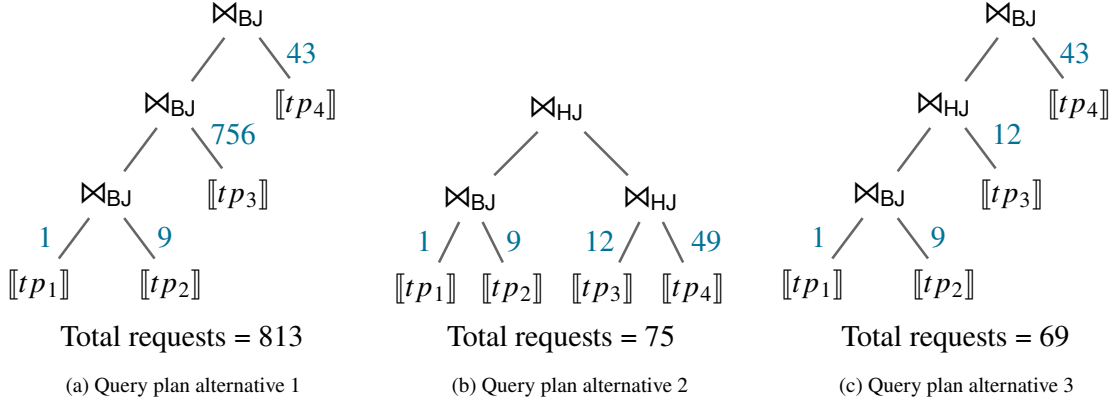 ⋈BJ
43
⋈BJ
⟦tp4⟧
756
⋈BJ
⟦tp3⟧
1
9
⟦tp1⟧
⟦tp2⟧
Total requests = 813
(a) Query plan alternative 1
⋈HJ
⋈BJ
⋈HJ
1
9
12
49
⟦tp1⟧
⟦tp2⟧
⟦tp3⟧
⟦tp4⟧
Total requests = 75
(b) Query plan alternative 2
⋈BJ
43
⋈HJ
⟦tp4⟧
12
⋈BJ
⟦tp3⟧
1
9
⟦tp1⟧
⟦tp2⟧
Total requests = 69
(c) Query plan alternative 3